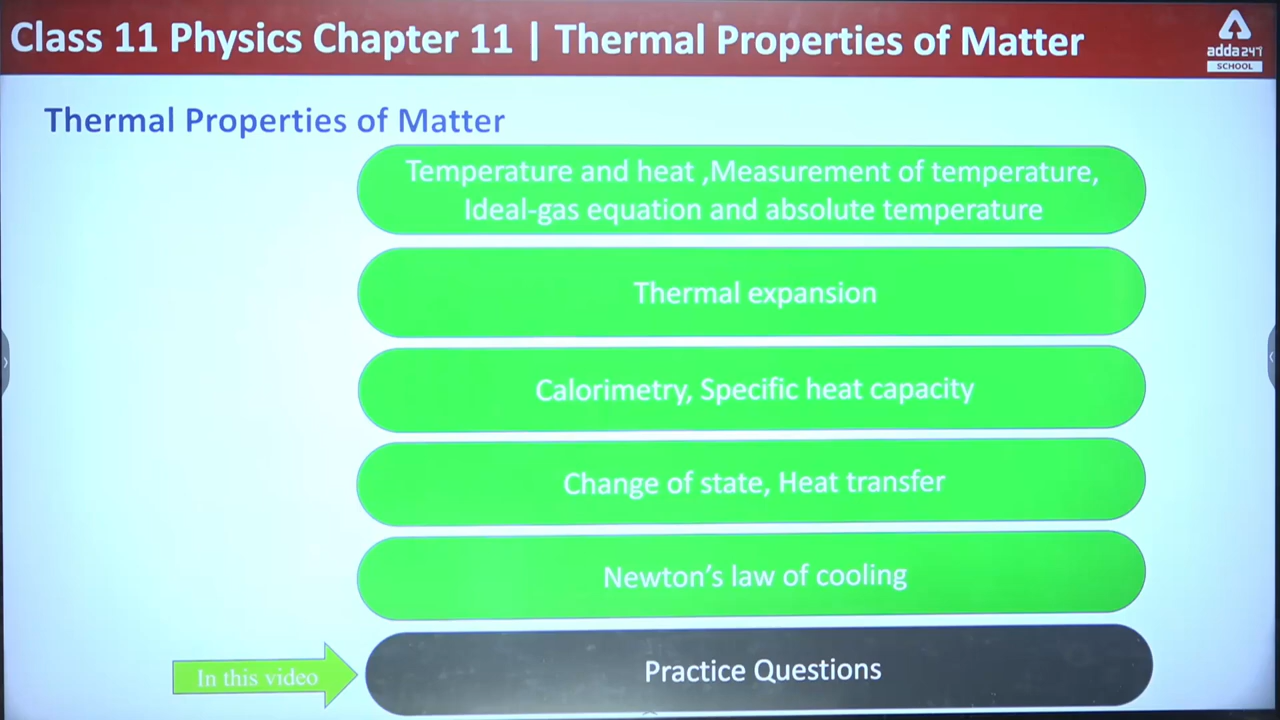 Class 11 Physics Chapter 11 | Thermal Properties of Matter
adda247
SCHOOL
Thermal Properties of Matter
Temperature and heat ,Measurement of temperature,
Ideal-gas equation and absolute temperature
Thermal expansion
Calorimetry, Specific heat capacity
Change of state, Heat transfer
Newton's law of cooling
In this video
Practice Questions